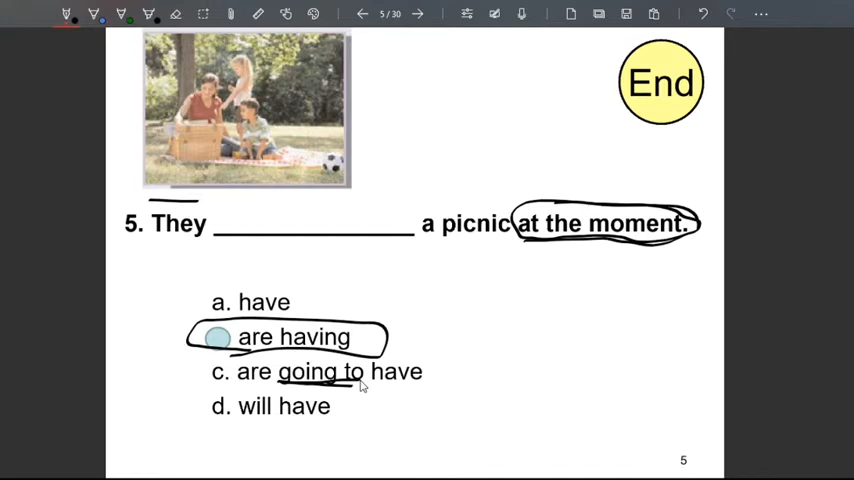 5 / 30
End
5. They ________________ a picnic at the moment.
a. have
are having
c. are going to have
d. will have
5